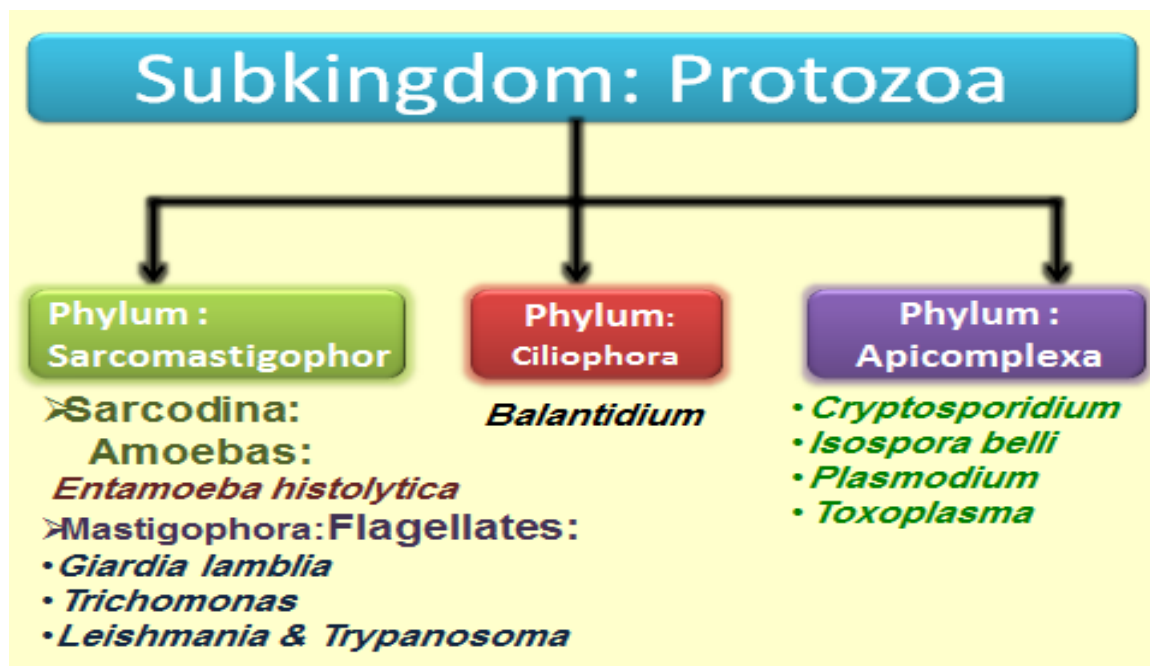 Subkingdom: Protozoa
Phylum :
Sarcomastigophor
➢Sarcodina:
Amoebas:
Entamoeba histolytica
➢Mastigophora: Flagellates:
• Giardia lamblia
• Trichomonas
• Leishmania & Trypanosoma
Phylum:
Ciliophora
Balantidium
Phylum :
Apicomplexa
• Cryptosporidium
• Isospora belli
• Plasmodium
• Toxoplasma